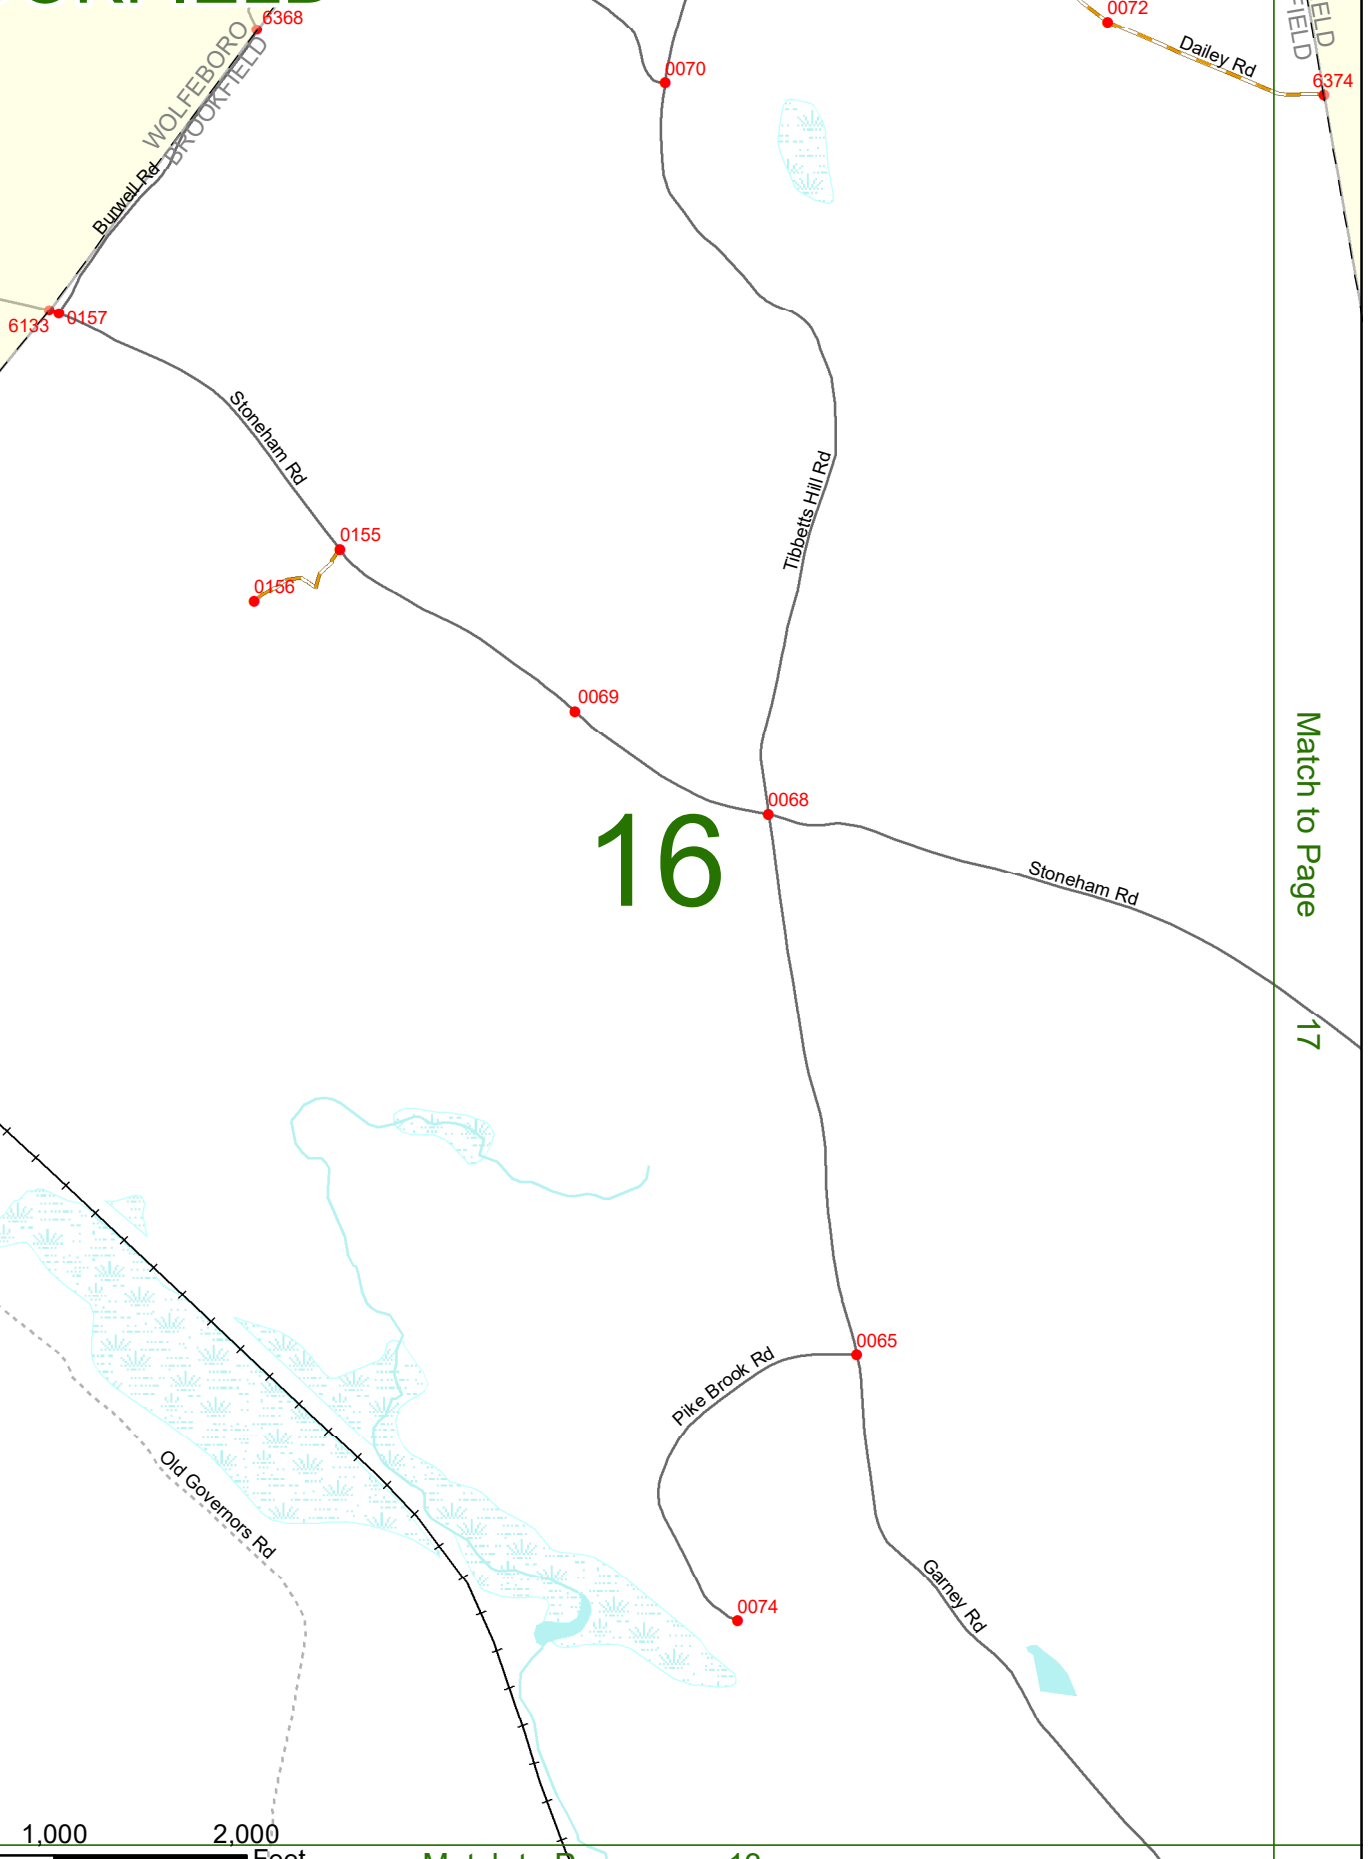 6368
0072
WOLFEBORO
BROOKFIELD
Dailey Rd
0070
6374
Burwell Rd
6133
0157
Stoneham Rd
Tibbetts Hill Rd
0155
0156
0069
Match to Page 17
0068
16
Stoneham Rd
0065
Pike Brook Rd
Old Governors Rd
Garney Rd
0074
1,000
2,000
Feet